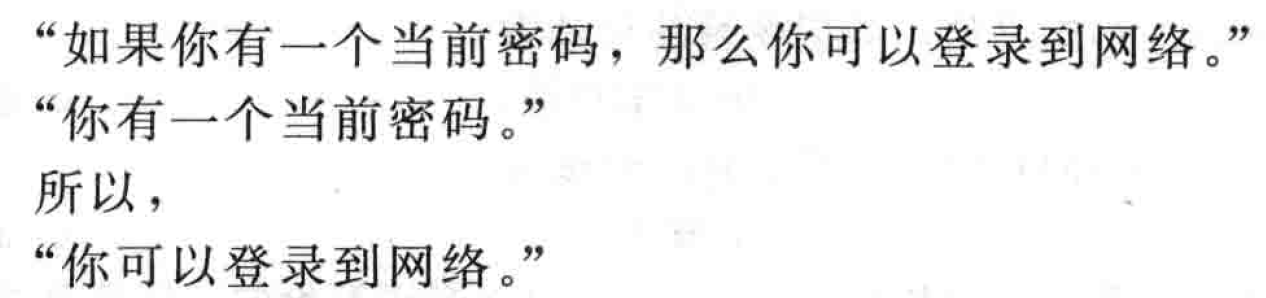 “如果你有一个当前密码，那么你可以登录到网络。”
“你有一个当前密码。”
所以，
“你可以登录到网络。”